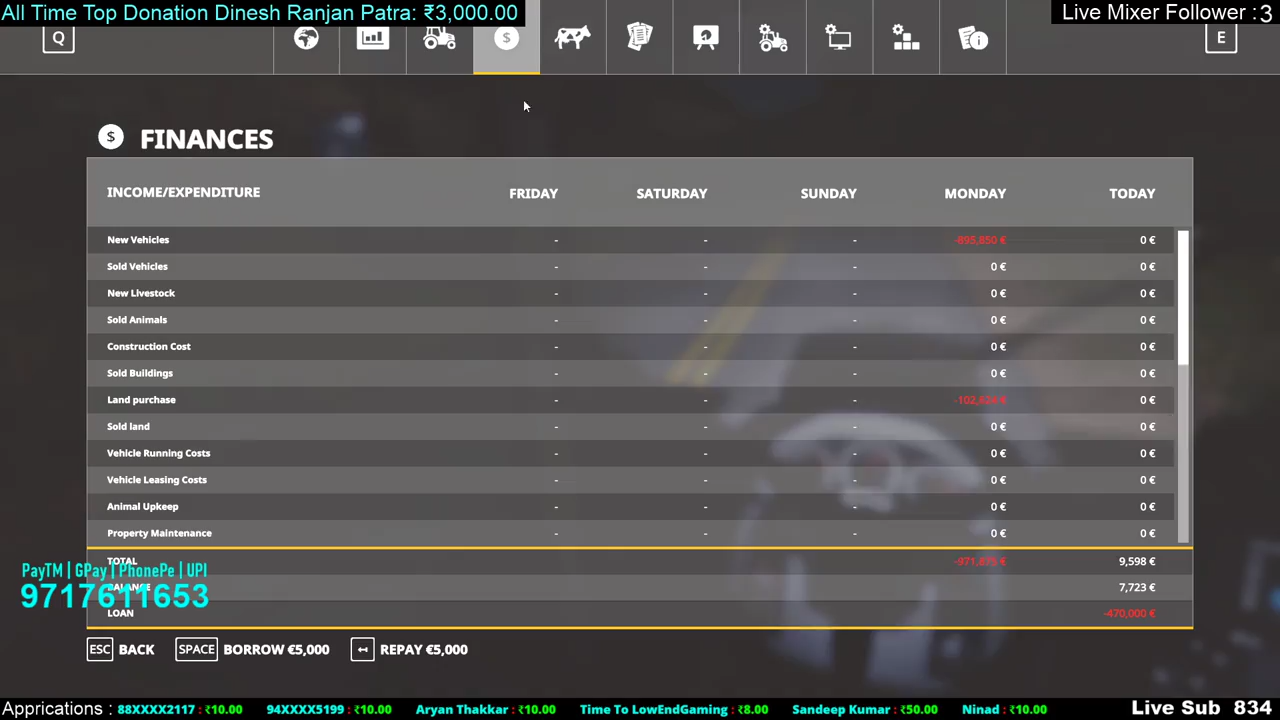 All Time Top Donation Dinesh Ranjan Patra: ₹3,000.00
Live Mixer Follower : 3
Q
$
E
$ FINANCES
INCOME/EXPENDITURE FRIDAY SATURDAY SUNDAY MONDAY TODAY
New Vehicles - - - -895,850 € 0 €
Sold Vehicles - - - 0 € 0 €
New Livestock - - - 0 € 0 €
Sold Animals - - - 0 € 0 €
Construction Cost - - - 0 € 0 €
Sold Buildings - - - 0 € 0 €
Land purchase - - - 0 €
Sold land - - - 0 € 0 €
Vehicle Running Costs - - - 0 € 0 €
Vehicle Leasing Costs - - - 0 € 0 €
Animal Upkeep - - - 0 € 0 €
Property Maintenance - - - 0 € 0 €
TOTAL 9,598 €
PayTM | GPay | PhonePe | UPI
BALANCE 7,723 €
9717611653
LOAN -470,000 €
ESC BACK SPACE BORROW €5,000 ↤ REPAY €5,000
Apprications : 88XXXX2117 : ₹10.00 94XXXX5199 : ₹10.00 Aryan Thakkar : ₹10.00 Time To LowEndGaming : ₹8.00 Sandeep Kumar : ₹50.00 Ninad : ₹10.00
Live Sub 834